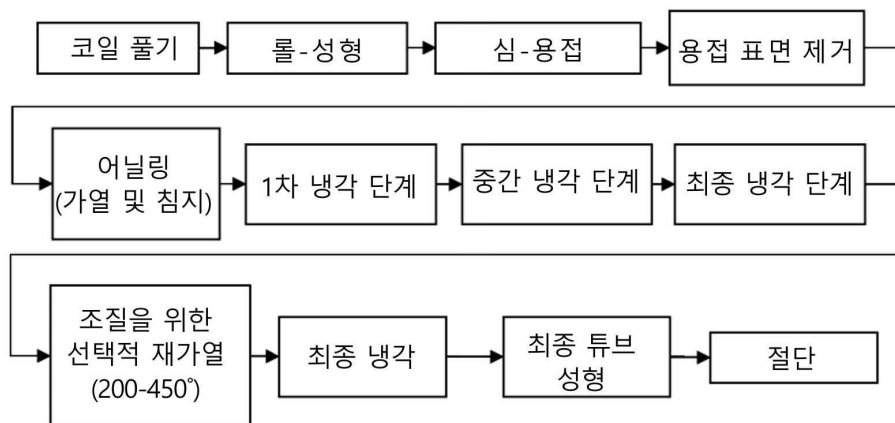 코일 풀기
롤-성형
심-용접
용접 표면 제거
어닐링
(가열 및 침지)
1차 냉각 단계
중간 냉각 단계
최종 냉각 단계
조질을 위한
선택적 재가열
(200-450°)
최종 냉각
최종 튜브
성형
절단